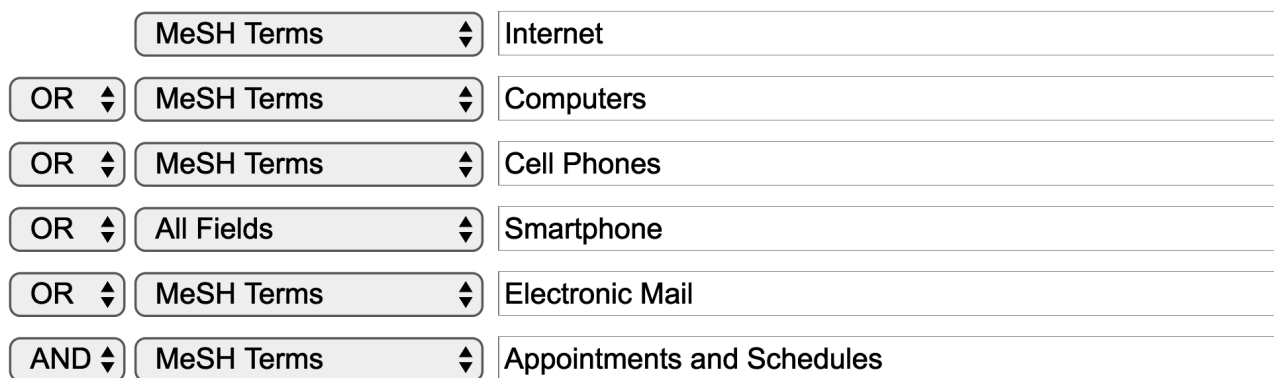 MeSH Terms Internet
OR MeSH Terms Computers
OR MeSH Terms Cell Phones
OR All Fields Smartphone
OR MeSH Terms Electronic Mail
AND MeSH Terms Appointments and Schedules